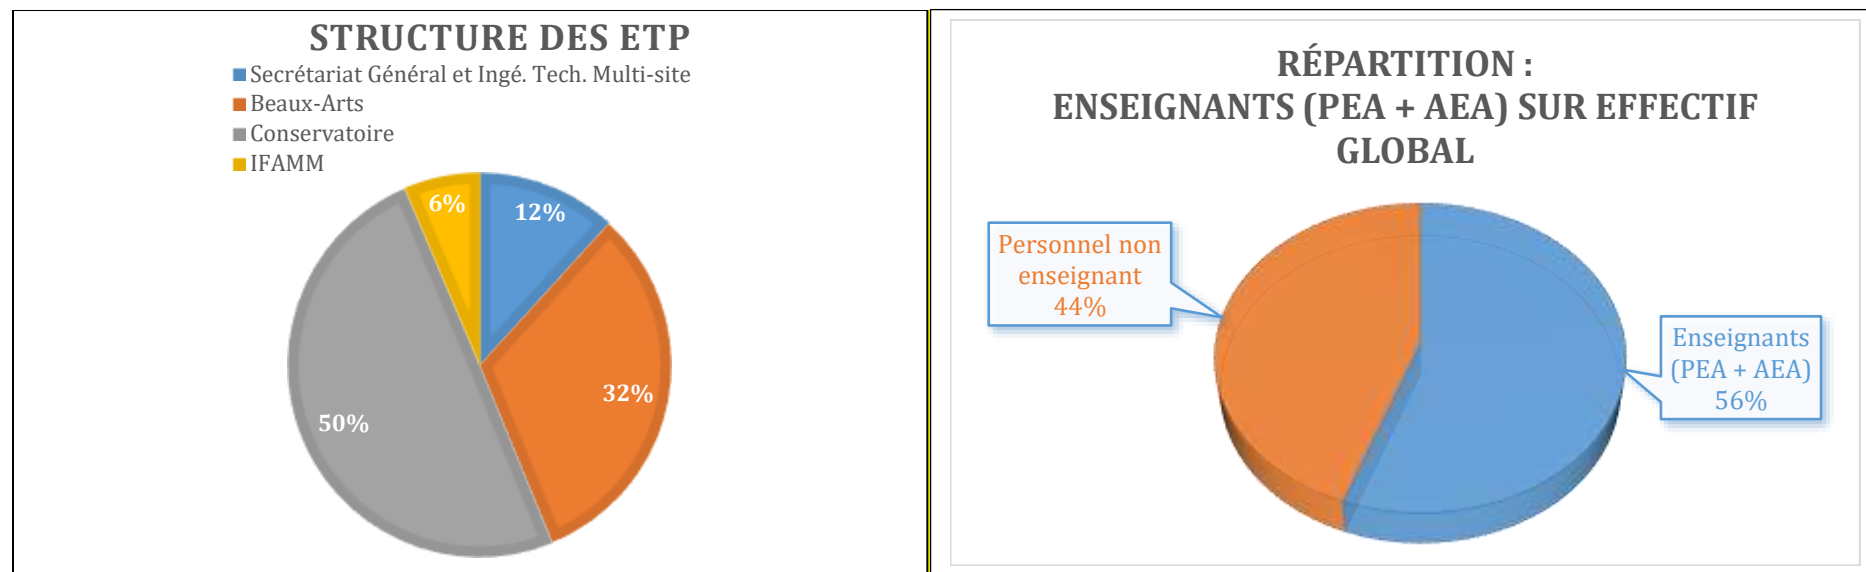 STRUCTURE DES ETP
Secrétariat Général et Ingé. Tech. Multi-site
Beaux-Arts
Conservatoire
IFAMM
6%
12%
32%
50%
RÉPARTITION :
ENSEIGNANTS (PEA + AEA) SUR EFFECTIF
GLOBAL
Personnel non
enseignant
44%
Enseignants
(PEA + AEA)
56%